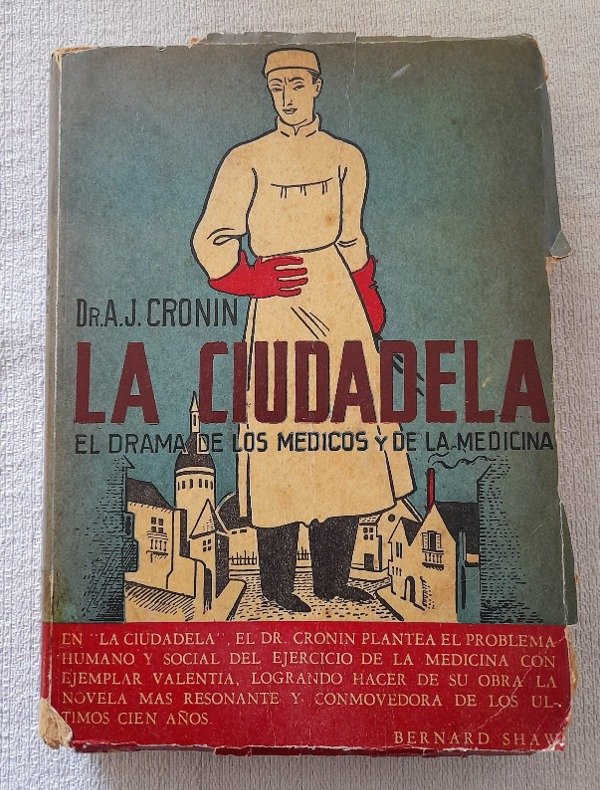 DR. A.J. CRONIN
LA CIUDADELA
EL DRAMA DE LOS MEDICOS Y DE LA MEDICINA
EN "LA CIUDADELA", EL DR. CRONIN PLANTEA EL PROBLEMA
HUMANO Y SOCIAL DEL EJERCICIO DE LA MEDICINA CON
EJEMPLAR VALENTIA, LOGRANDO HACER DE SU OBRA LA
NOVELA MAS RESONANTE Y CONMOVEDORA DE LOS UL-
TIMOS CIEN AÑOS.
BERNARD SHAW